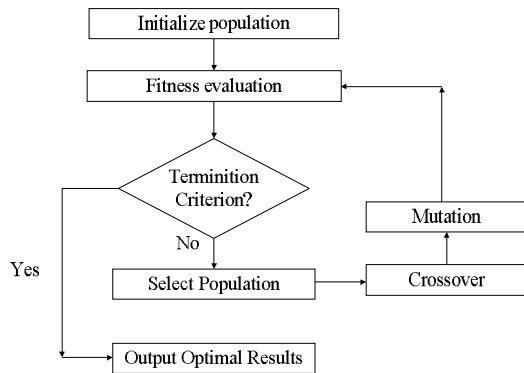 Initialize population
Fitness evaluation
Terminition
Criterion?
No
Yes
Select Population
Crossover
Mutation
Output Optimal Results